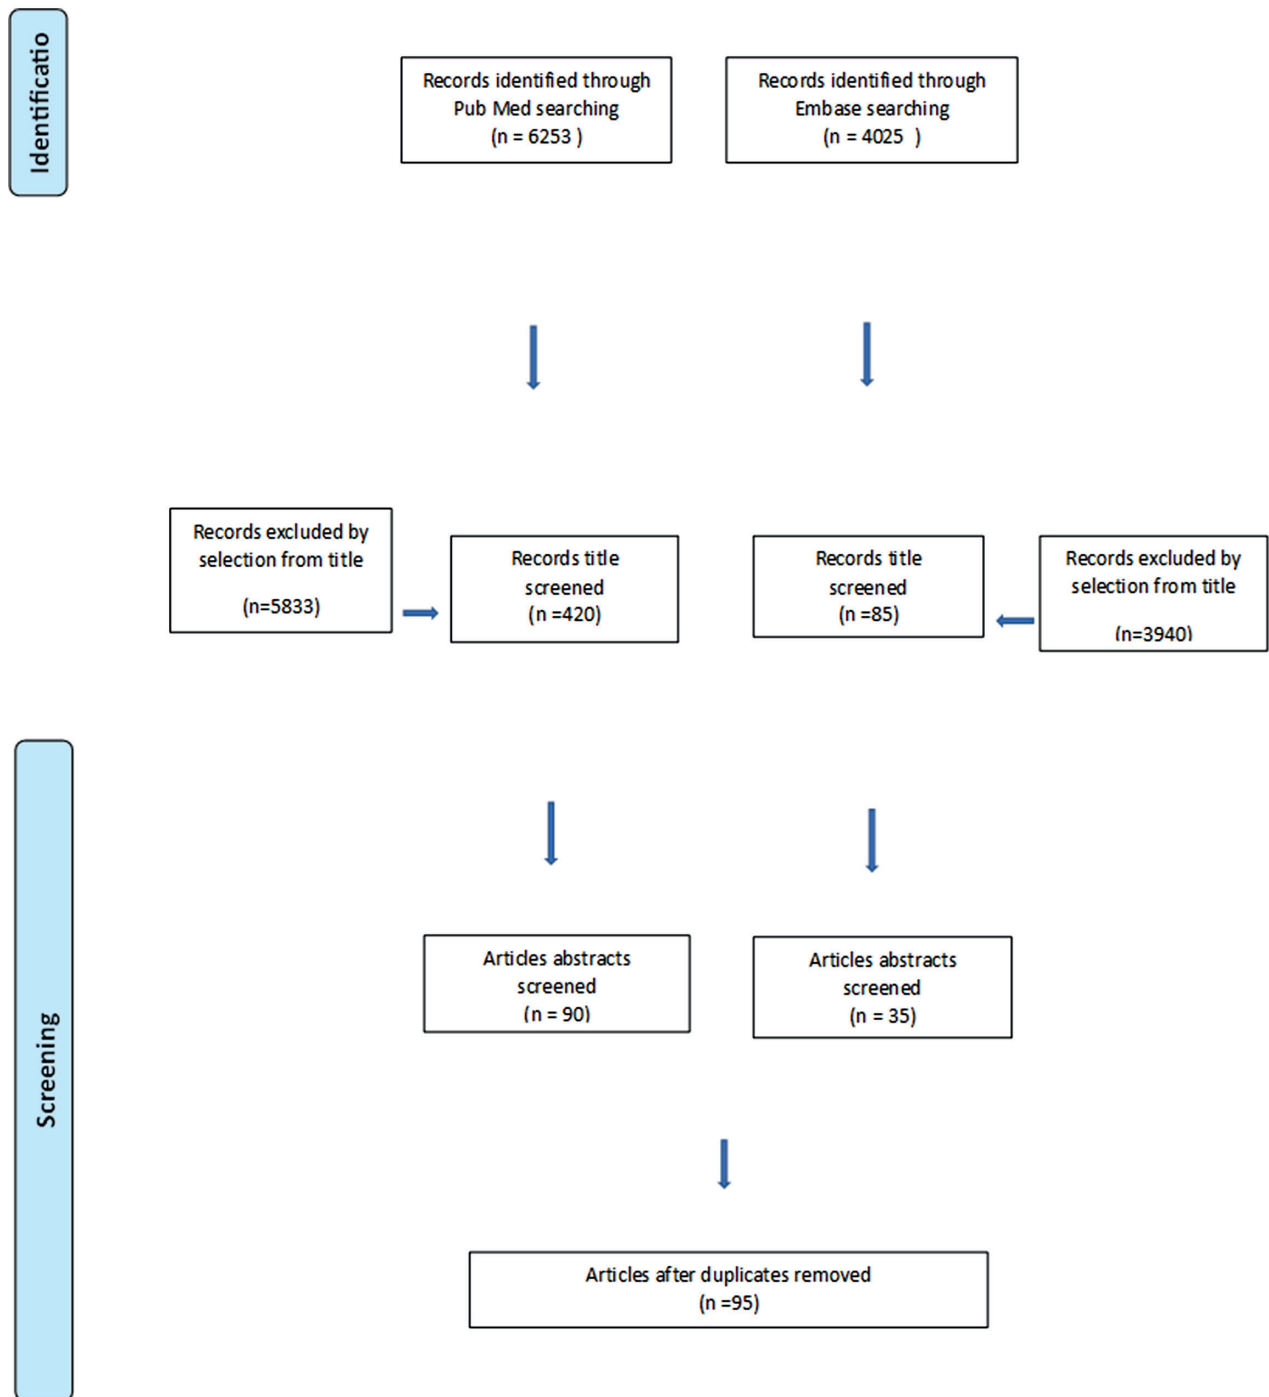 Identificatio
Records identified through
Pub Med searching
(n = 6253 )
Records identified through
Embase searching
(n = 4025 )
Records excluded by
selection from title
(n=5833)
Records title
screened
(n =420)
Records title
screened
(n =85)
Records excluded by
selection from title
(n=3940)
Screening
Articles abstracts
screened
(n = 90)
Articles abstracts
screened
(n = 35)
Articles after duplicates removed
(n =95)